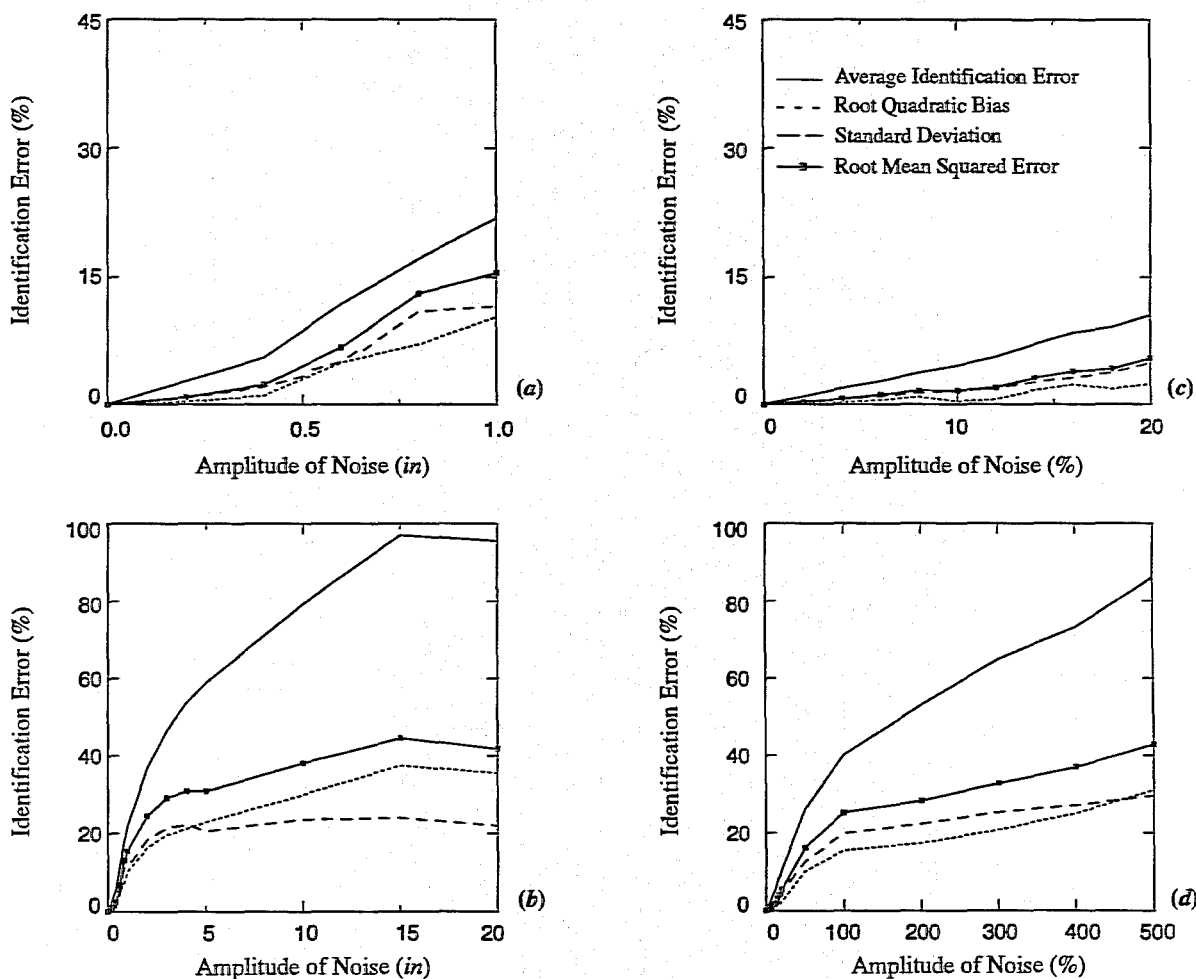 45
30
15
0
0.0
0.5
1.0
Identification Error (%)
Amplitude of Noise (in)
(a)
45
30
15
0
0
10
20
Identification Error (%)
Amplitude of Noise (%)
(c)
Average Identification Error
Root Quadratic Bias
Standard Deviation
Root Mean Squared Error
100
80
60
40
20
0
0
5
10
15
20
Identification Error (%)
Amplitude of Noise (in)
(b)
100
80
60
40
20
0
0
100
200
300
400
500
Identification Error (%)
Amplitude of Noise (%)
(d)